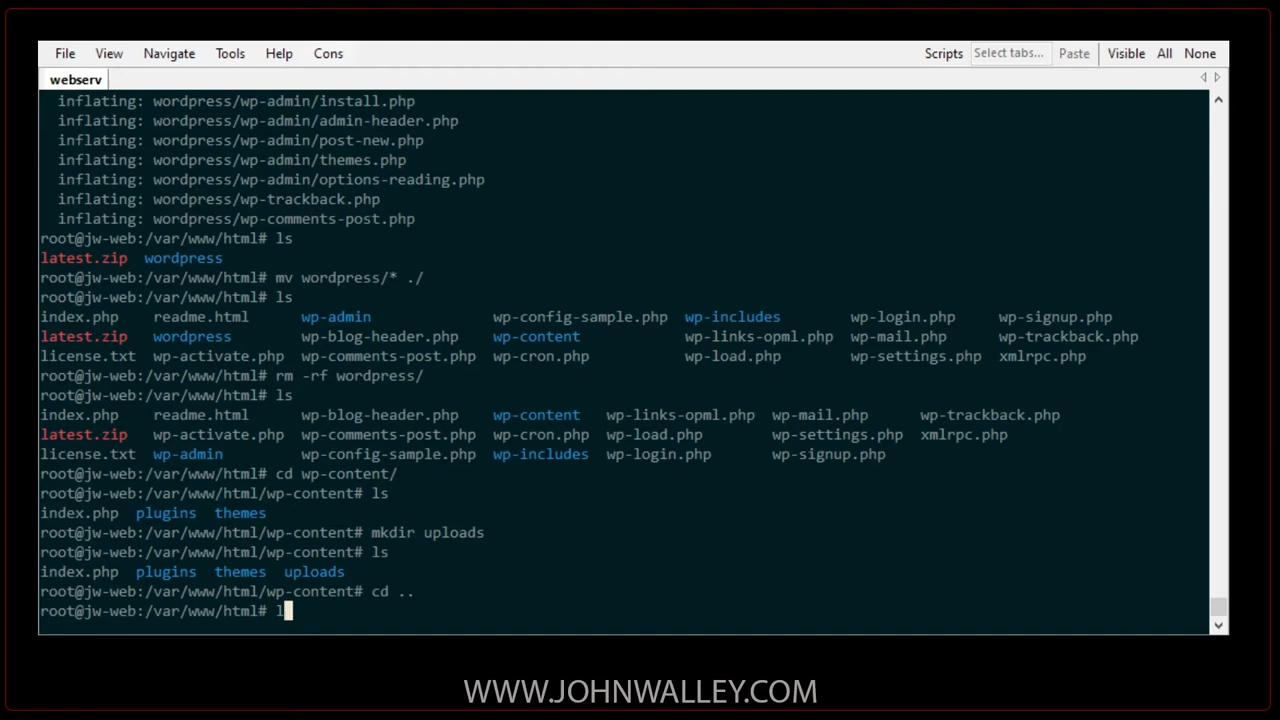 File View Navigate Tools Help Cons Scripts Select tabs... Paste Visible All None
webserv
inflating: wordpress/wp-admin/install.php
inflating: wordpress/wp-admin/admin-header.php
inflating: wordpress/wp-admin/post-new.php
inflating: wordpress/wp-admin/themes.php
inflating: wordpress/wp-admin/options-reading.php
inflating: wordpress/wp-trackback.php
inflating: wordpress/wp-comments-post.php
root@jw-web:/var/www/html# ls
latest.zip wordpress
root@jw-web:/var/www/html# mv wordpress/* ./
root@jw-web:/var/www/html# ls
index.php readme.html wp-admin wp-config-sample.php wp-includes wp-login.php wp-signup.php
latest.zip wordpress wp-blog-header.php wp-content wp-links-opml.php wp-mail.php wp-trackback.php
license.txt wp-activate.php wp-comments-post.php wp-cron.php wp-load.php wp-settings.php xmlrpc.php
root@jw-web:/var/www/html# rm -rf wordpress/
root@jw-web:/var/www/html# ls
index.php readme.html wp-blog-header.php wp-content wp-links-opml.php wp-mail.php wp-trackback.php
latest.zip wp-activate.php wp-comments-post.php wp-cron.php wp-load.php wp-settings.php xmlrpc.php
license.txt wp-admin wp-config-sample.php wp-includes wp-login.php wp-signup.php
root@jw-web:/var/www/html# cd wp-content/
root@jw-web:/var/www/html/wp-content# ls
index.php plugins themes
root@jw-web:/var/www/html/wp-content# mkdir uploads
root@jw-web:/var/www/html/wp-content# ls
index.php plugins themes uploads
root@jw-web:/var/www/html/wp-content# cd ..
root@jw-web:/var/www/html# l
WWW.JOHNWALLEY.COM